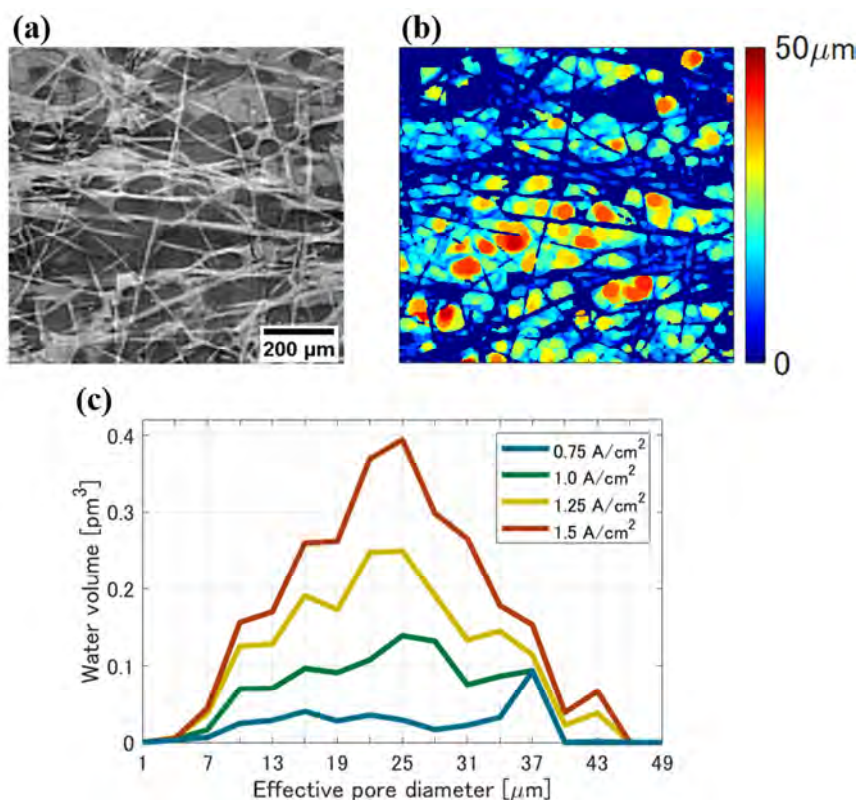 (a)
(b)
200 μm
50μm
0
(c)
0.4
0.3
0.2
0.1
0
Water volume [pm³]
0.75 A/cm²
1.0 A/cm²
1.25 A/cm²
1.5 A/cm²
1 7 13 19 25 31 37 43 49
Effective pore diameter [μm]